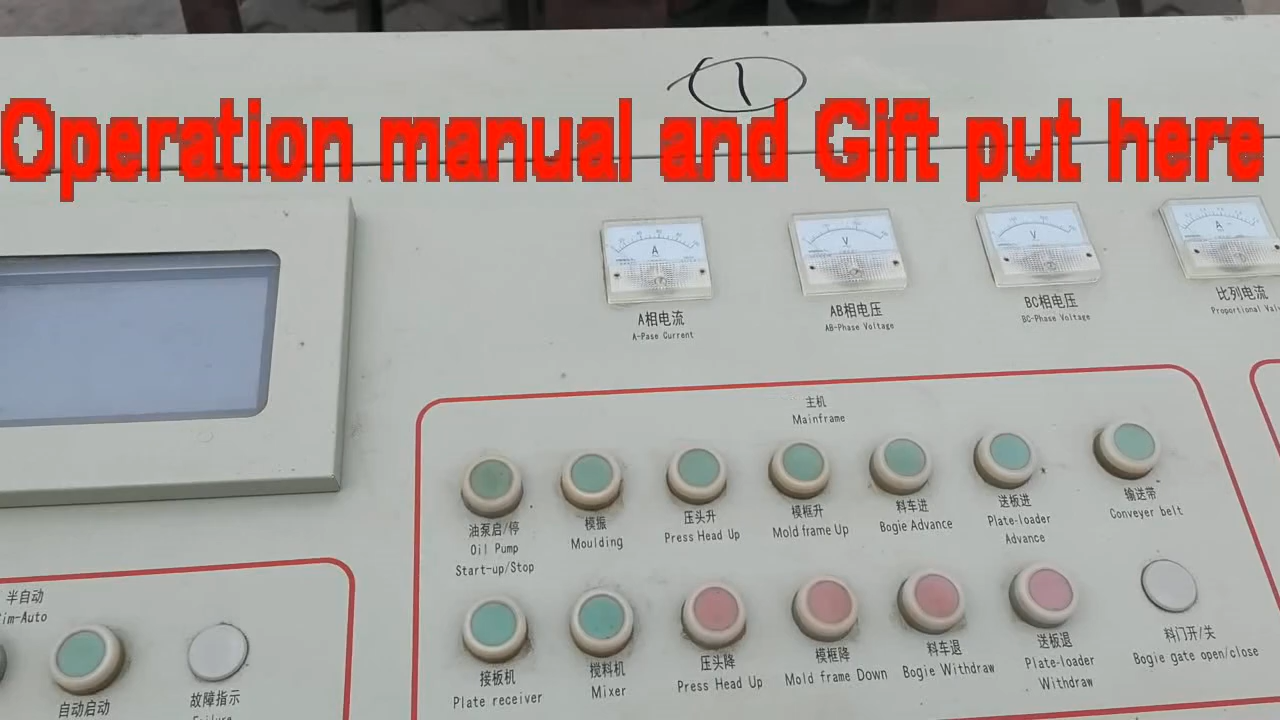 1
Operation manual and Gift put here
A
V
V
A
A相电流
A-Pase Current
AB相电压
AB-Phase Voltage
BC相电压
BC-Phase Voltage
比列电流
Proportional
主机
Mainframe
油泵启/停
Oil Pump
Start-up/Stop
模振
Moulding
压头升
Press Head Up
模框升
Mold frame Up
料车进
Bogie Advance
送板进
Plate-loader
Advance
输送带
Conveyer belt
接板机
Plate receiver
搅料机
Mixer
压头降
Press Head Up
模框降
Mold frame Down
料车退
Bogie Withdraw
送板退
Plate-loader
Withdraw
料门开/关
Bogie gate open/close
半自动
im-Auto
自动启动
故障指示
Failure